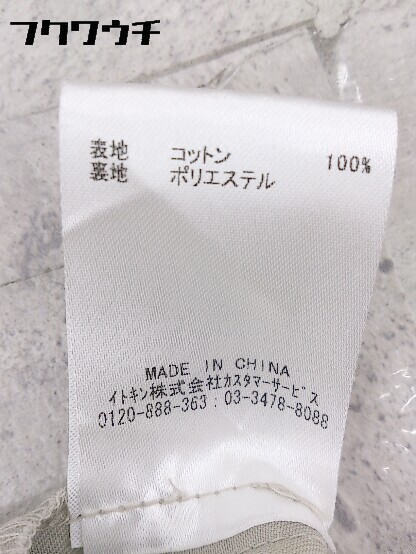 フクワウチ
表地 コットン 100%
裏地 ポリエステル
MADE IN CHINA
イトキン株式会社カスタマーサービス
0120-888-363 : 03-3478-8088